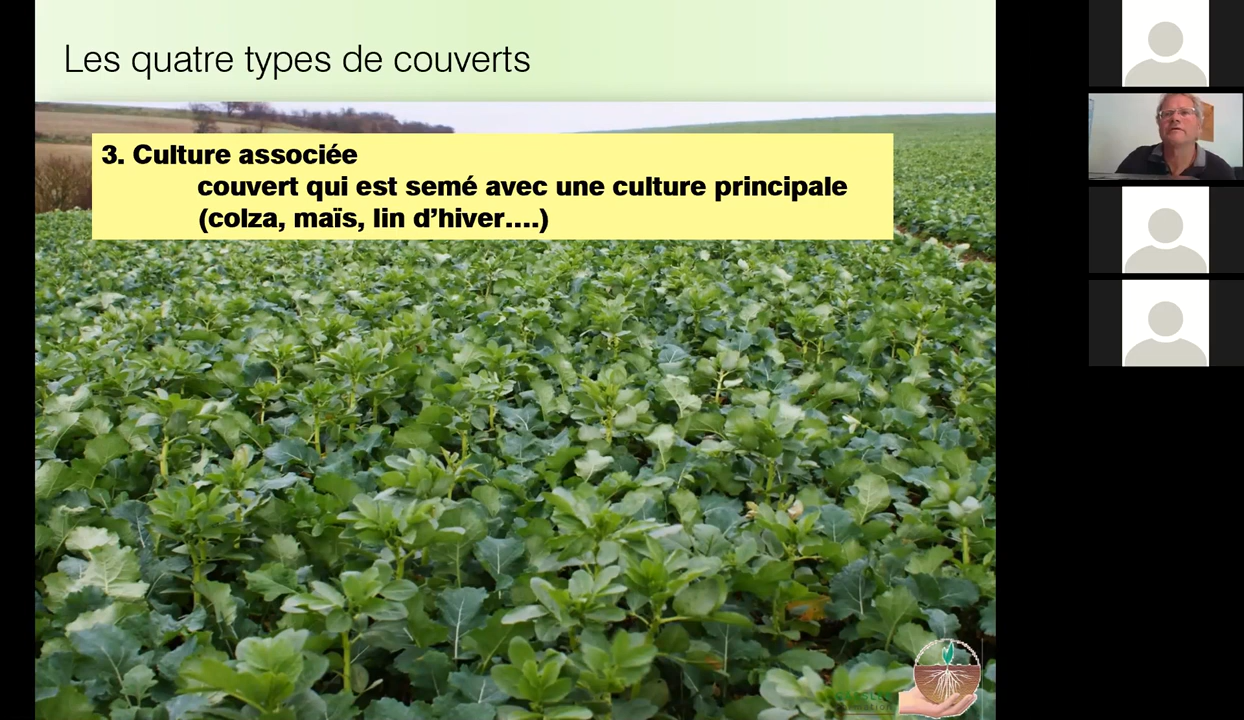 Les quatre types de couverts
3. Culture associée
couvert qui est semé avec une culture principale
(colza, maïs, lin d’hiver....)